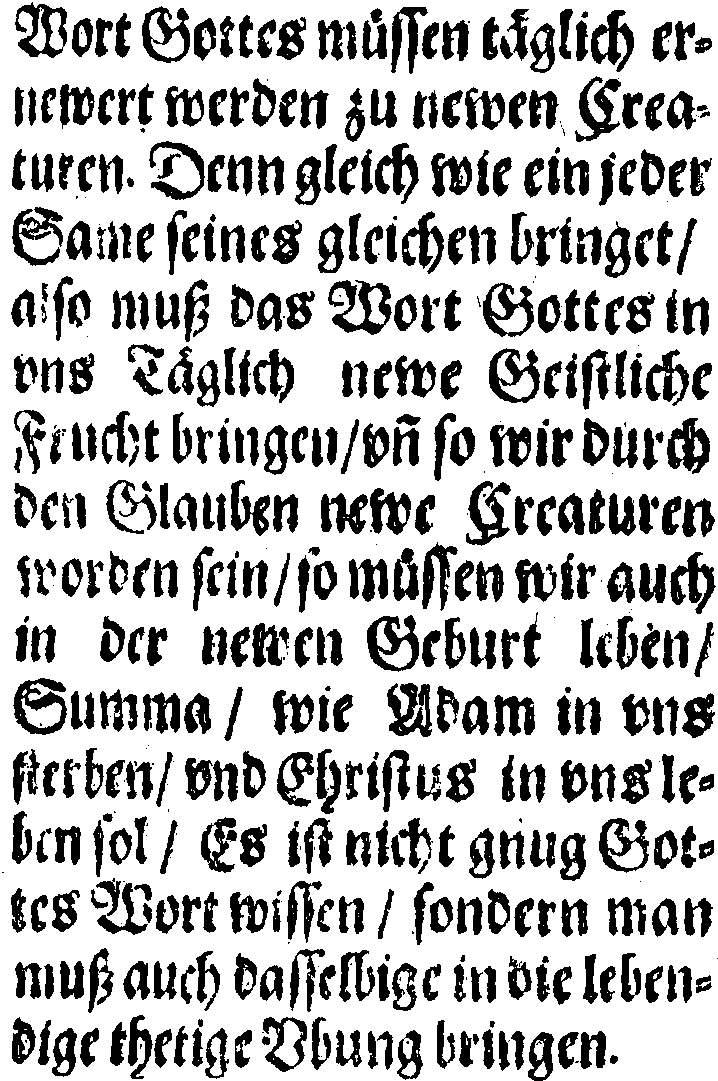 Wort Gottes müssen täglich er⸗
newert werden zu newen Crea⸗
turen. Denn gleich wie ein jeder
Same seines gleichen bringet/
also muß das Wort Gottes in
vns Täglich newe Geistliche
Frucht bringen/vñ so wir durch
den Glauben newe Creaturen
worden sein/so müssen wir auch
in der newen Geburt leben/
Summa/ wie Adam in vns
sterben/ vnd Christus in vns le⸗
ben sol/ Es ist nicht gnug Got⸗
tes Wort wissen/ sondern man
muß auch dasselbige in die leben⸗
dige thetige Vbung bringen.